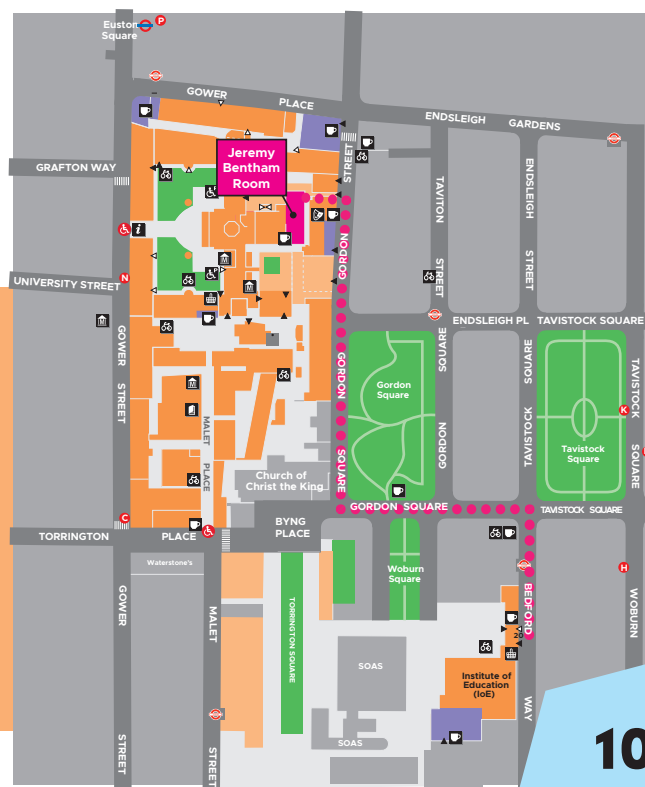 Euston
Square
P
GOWER
PLACE
ENDSLEIGH
GARDENS
Jeremy
Bentham
Room
GRAFTON WAY
STREET
TAVITON
STREET
ENDSLEIGH
STREET
P
i
GORDON
UNIVERSITY STREET
N
P
GOWER
STREET
ENDSLEIGH PL
TAVISTOCK SQUARE
GORDON
SQUARE
Gordon
Square
SQUARE
GORDON
SQUARE
TAVISTOCK
Tavistock
Square
TAVISTOCK
SQUARE
K
MALET
PLACE
Church of
Christ the King
GORDON SQUARE
TAVISTOCK SQUARE
C
TORRINGTON
PLACE
BYNG
PLACE
Waterstone's
Woburn
Square
H
BEDFORD
WAY
20
WOBURN
GOWER
STREET
MALET
STREET
TORRINGTON SQUARE
SOAS
SOAS
Institute of
Education
(IoE)
10